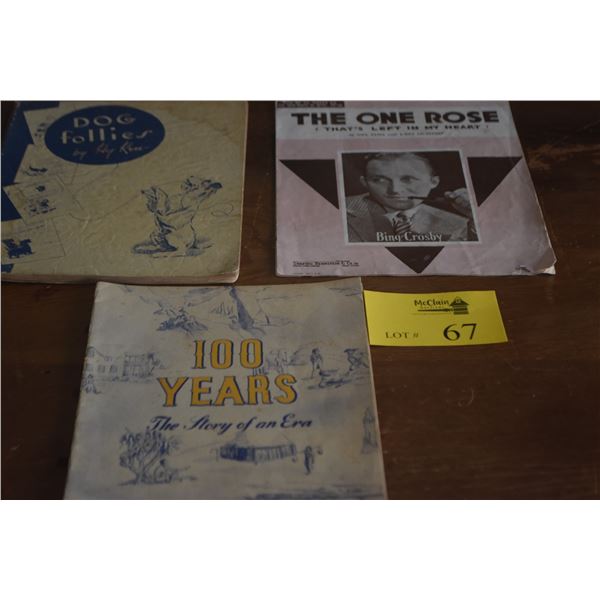 DOG
follies
by
THE ONE ROSE
( THAT'S LEFT IN MY HEART )
Bing Crosby
McClain
LOT # 67
100
YEARS
The Story of an Era